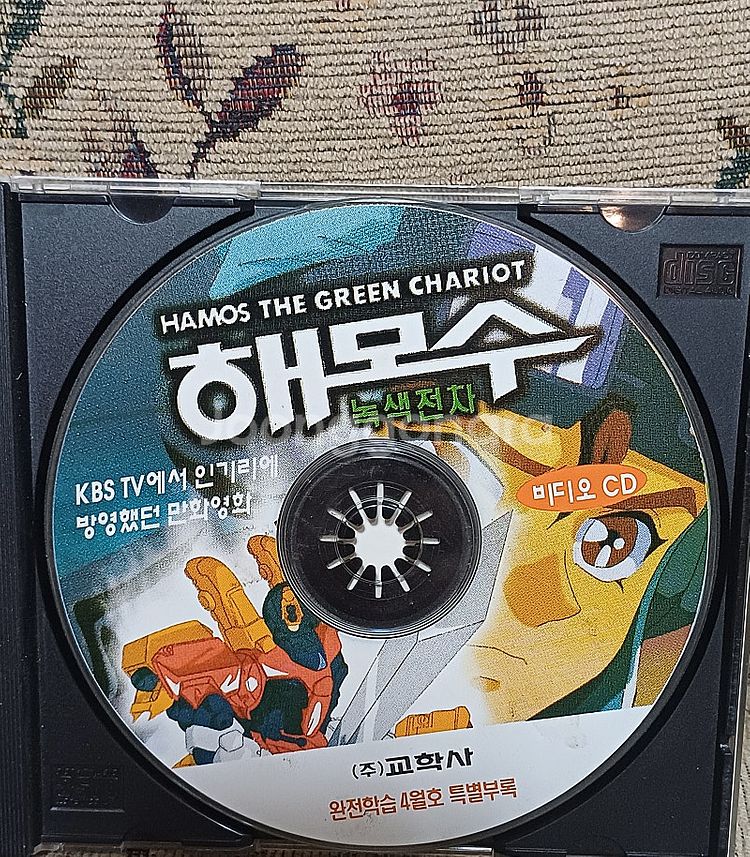 HAMOS THE GREEN CHARIOT
해모수
녹색전차
KBS TV에서 인기리에
방영했던 만화영화
비디오 CD
(주)교학사
완전학습 4월호 특별부록
disc